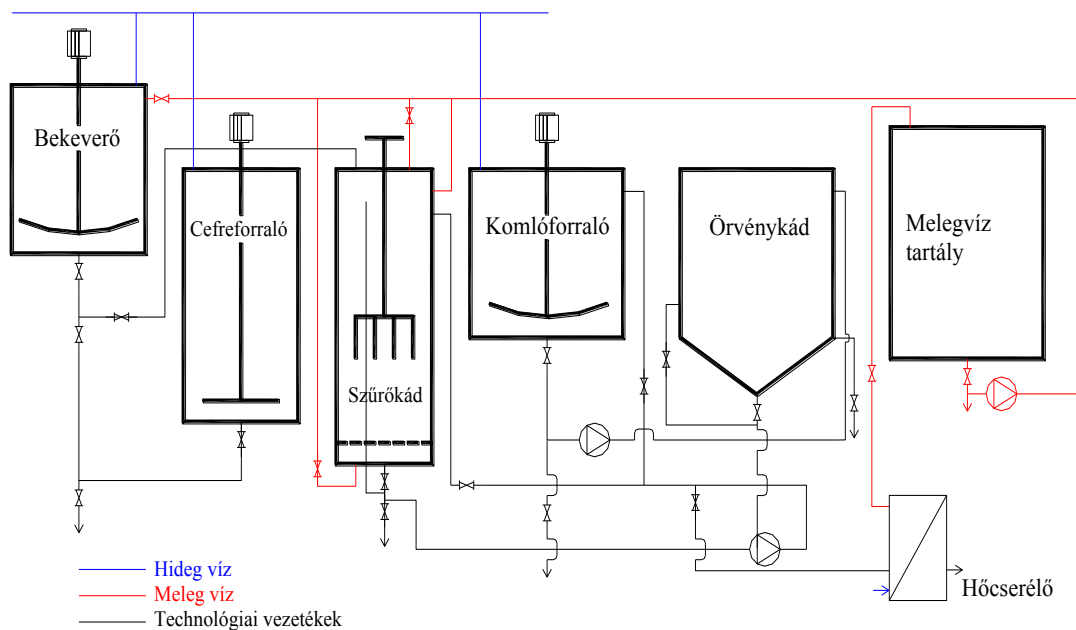 Bekeverő
Cefreforraló
Szűrőkád
Komlóforraló
Örvénykád
Melegvíz
tartály
Hőcserélő
Hideg víz
Meleg víz
Technológiai vezetékek